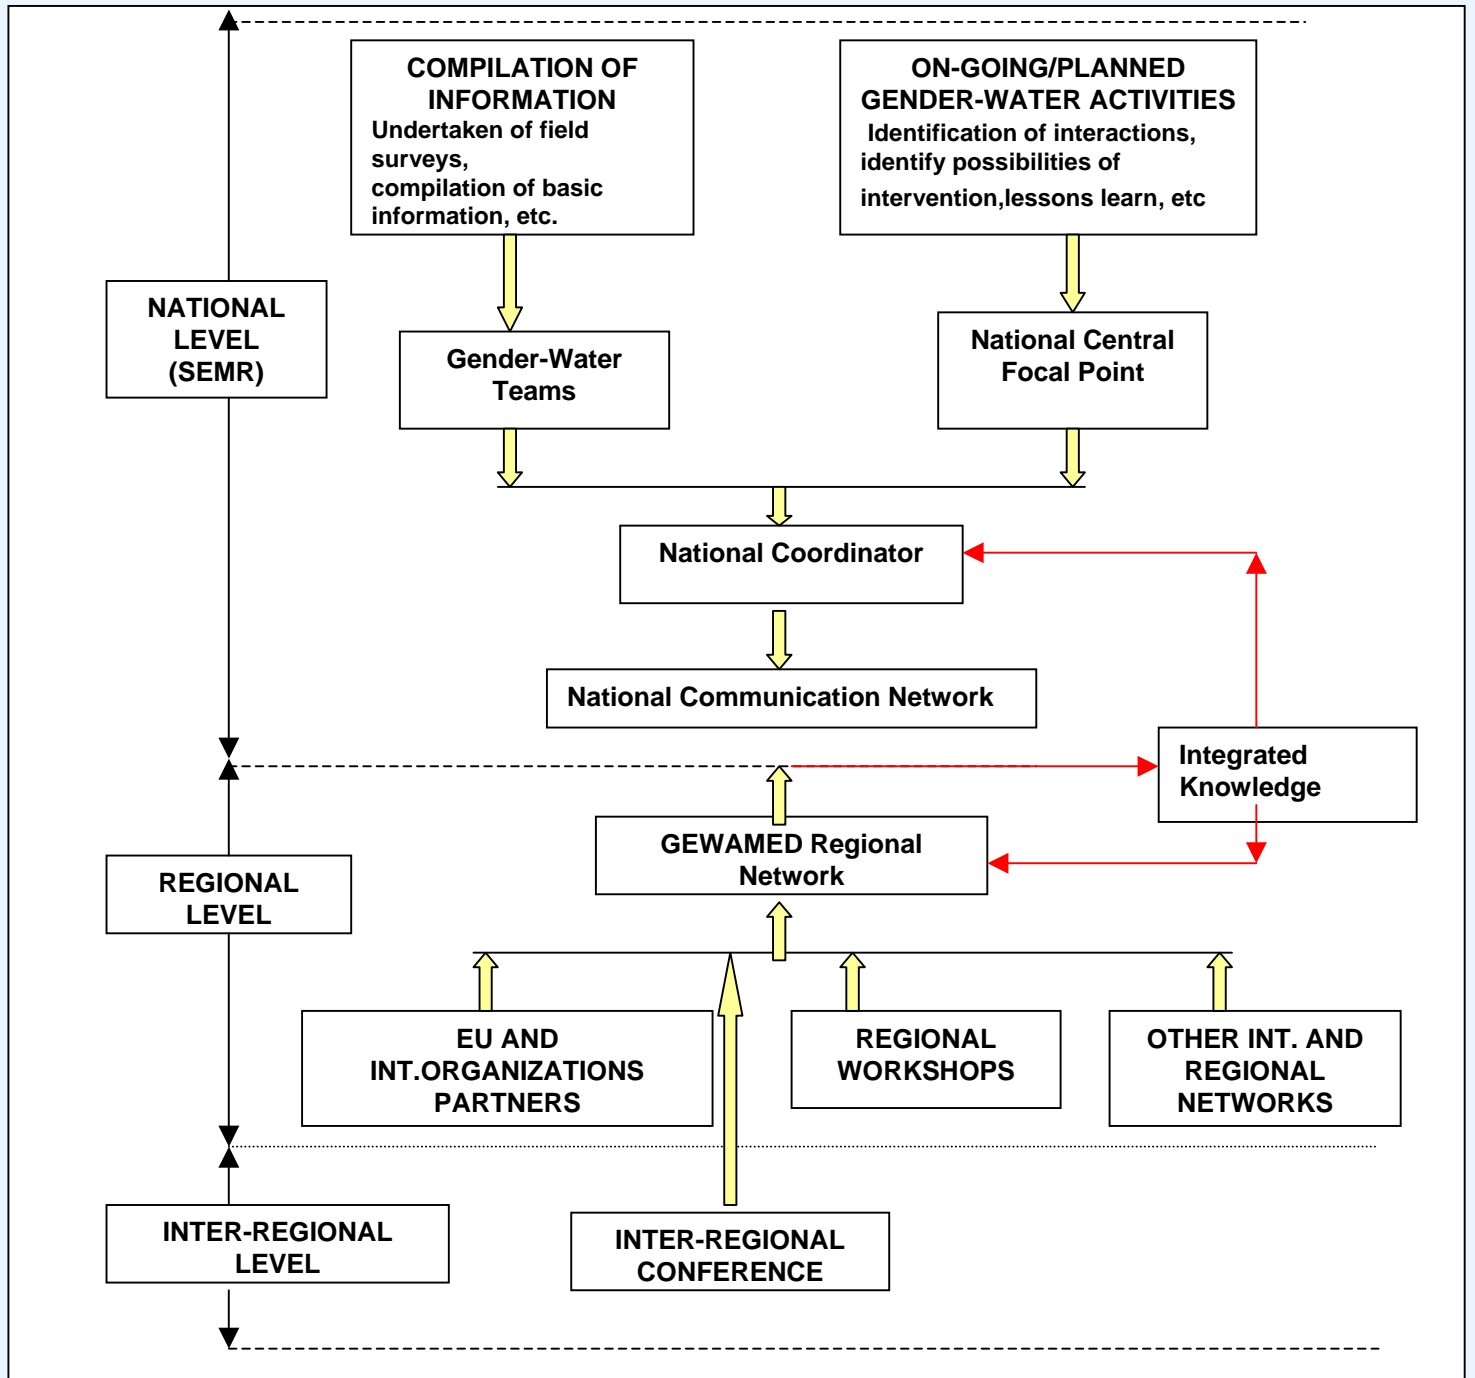 COMPILATION OF
INFORMATION
Undertaken of field
surveys,
compilation of basic
information, etc.
ON-GOING/PLANNED
GENDER-WATER ACTIVITIES
Identification of interactions,
identify possibilities of
intervention,lessons learn, etc
NATIONAL
LEVEL
(SEMR)
Gender-Water
Teams
National Central
Focal Point
National Coordinator
National Communication Network
Integrated
Knowledge
GEWAMED Regional
Network
REGIONAL
LEVEL
EU AND
INT.ORGANIZATIONS
PARTNERS
REGIONAL
WORKSHOPS
OTHER INT. AND
REGIONAL
NETWORKS
INTER-REGIONAL
LEVEL
INTER-REGIONAL
CONFERENCE